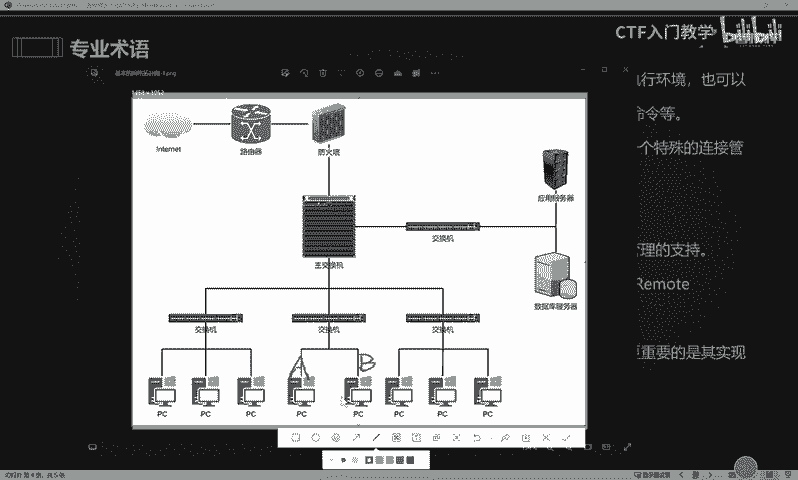 CTF入门教学
bilibili
专业术语
行环境，也可以
命令等。
个特殊的连接管
理的支持。
Remote
重要的是其实现
Internet
路由器
防火墙
应用服务器
交换机
主交换机
数据库服务器
交换机
交换机
交换机
A
B
PC
PC
PC
PC
PC
PC
PC
PC